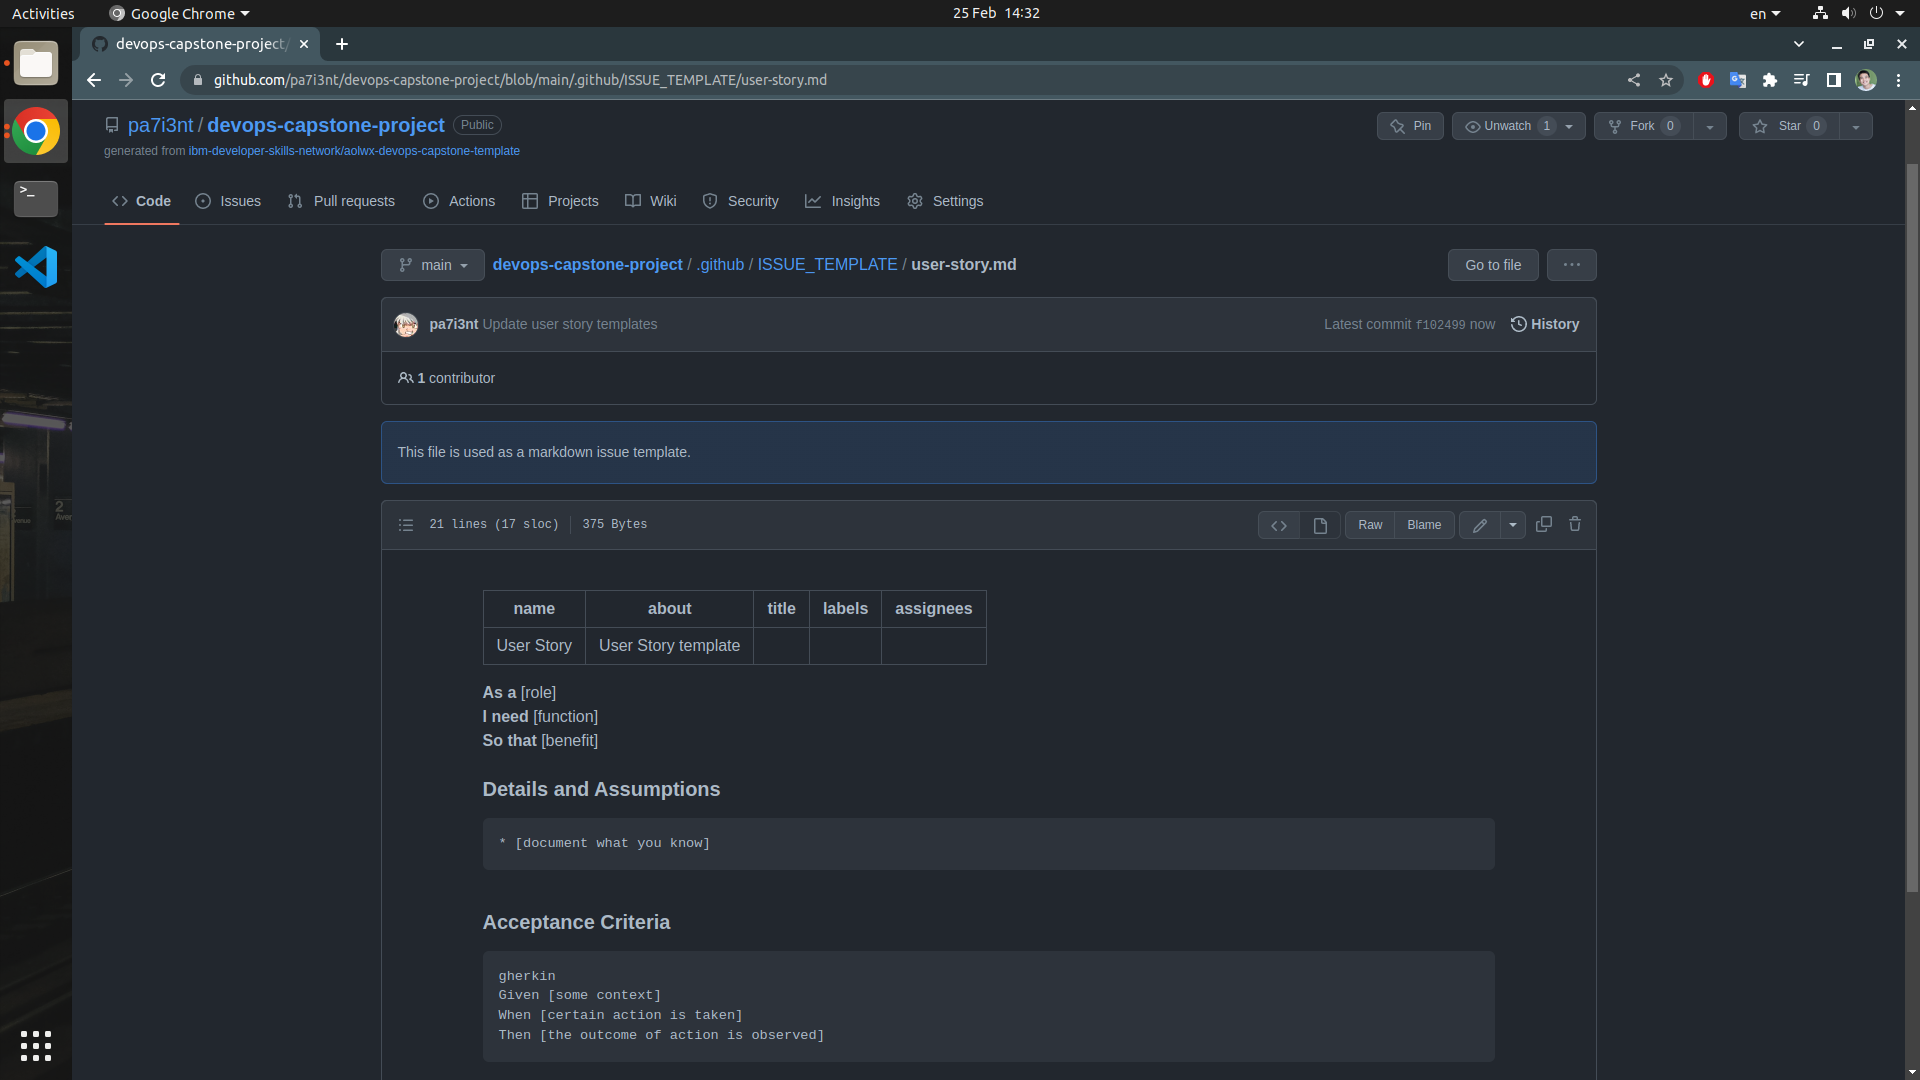 Activities
Google Chrome
25 Feb 14:32
en
devops-capstone-project/
github.com/pa7i3nt/devops-capstone-project/blob/main/.github/ISSUE_TEMPLATE/user-story.md
pa7i3nt / devops-capstone-project Public
Pin
Unwatch 1
Fork 0
Star 0
generated from ibm-developer-skills-network/aolwx-devops-capstone-template
Code
Issues
Pull requests
Actions
Projects
Wiki
Security
Insights
Settings
main
devops-capstone-project / .github / ISSUE_TEMPLATE / user-story.md
Go to file
pa7i3nt Update user story templates
Latest commit f102499 now
History
1 contributor
This file is used as a markdown issue template.
21 lines (17 sloc)
375 Bytes
Raw
Blame
name about title labels assignees
User Story User Story template
As a [role]
I need [function]
So that [benefit]
Details and Assumptions
* [document what you know]
Acceptance Criteria
gherkin
Given [some context]
When [certain action is taken]
Then [the outcome of action is observed]